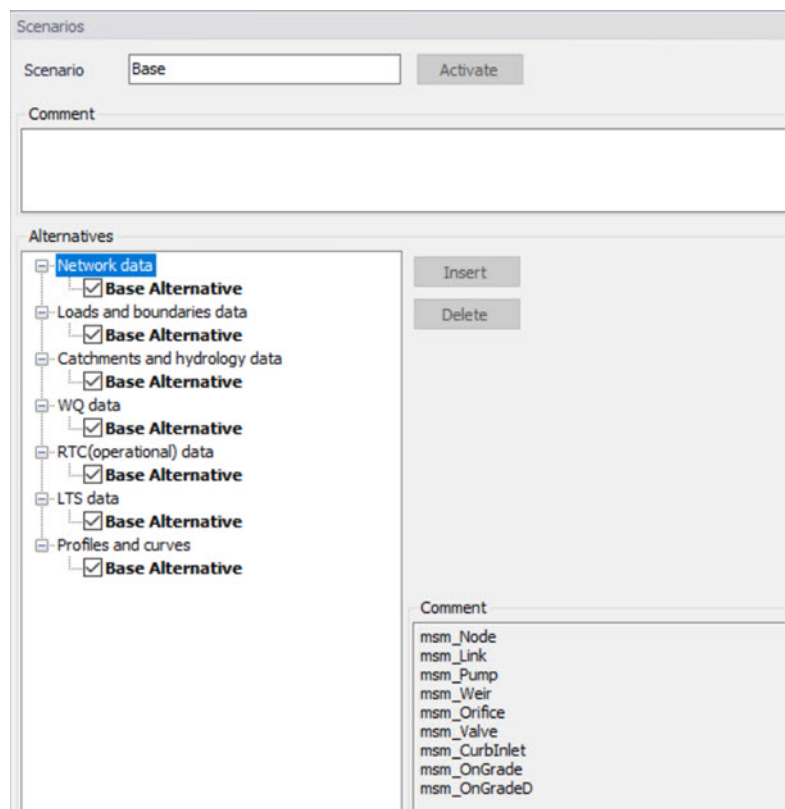 Scenarios
Scenario
Base
Activate
Comment
Alternatives
Network data
Base Alternative
Loads and boundaries data
Base Alternative
Catchments and hydrology data
Base Alternative
WQ data
Base Alternative
RTC(operational) data
Base Alternative
LTS data
Base Alternative
Profiles and curves
Base Alternative
Insert
Delete
Comment
msm_Node
msm_Link
msm_Pump
msm_Weir
msm_Orifice
msm_Valve
msm_CurbInlet
msm_OnGrade
msm_OnGradeD